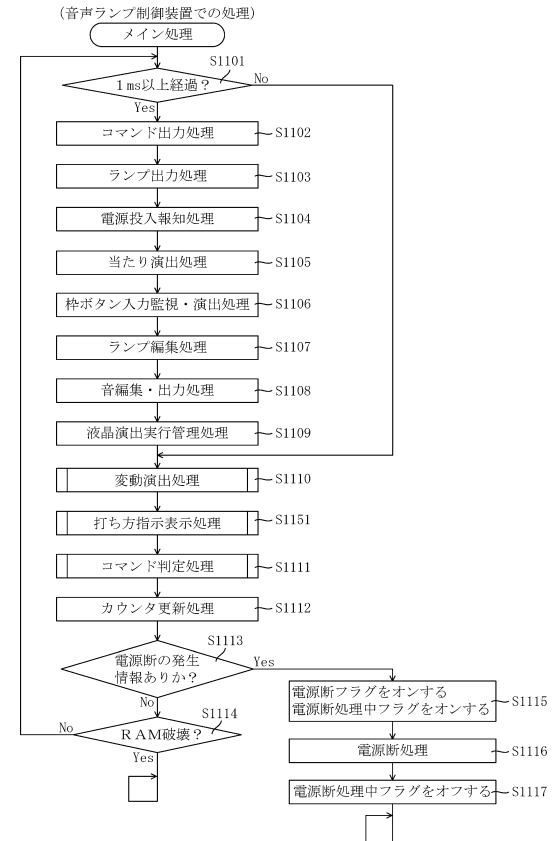 （音声ランプ制御装置での処理）
メイン処理
S1101
１ms以上経過？
No
Yes
コマンド出力処理
S1102
ランプ出力処理
S1103
電源投入報知処理
S1104
当たり演出処理
S1105
枠ボタン入力監視・演出処理
S1106
ランプ編集処理
S1107
音編集・出力処理
S1108
液晶演出実行管理処理
S1109
変動演出処理
S1110
打ち方指示表示処理
S1151
コマンド判定処理
S1111
カウンタ更新処理
S1112
S1113
電源断の発生
情報ありか？
Yes
No
S1114
ＲＡＭ破壊？
No
Yes
電源断フラグをオンする
電源断処理中フラグをオンする
S1115
電源断処理
S1116
電源断処理中フラグをオフする
S1117